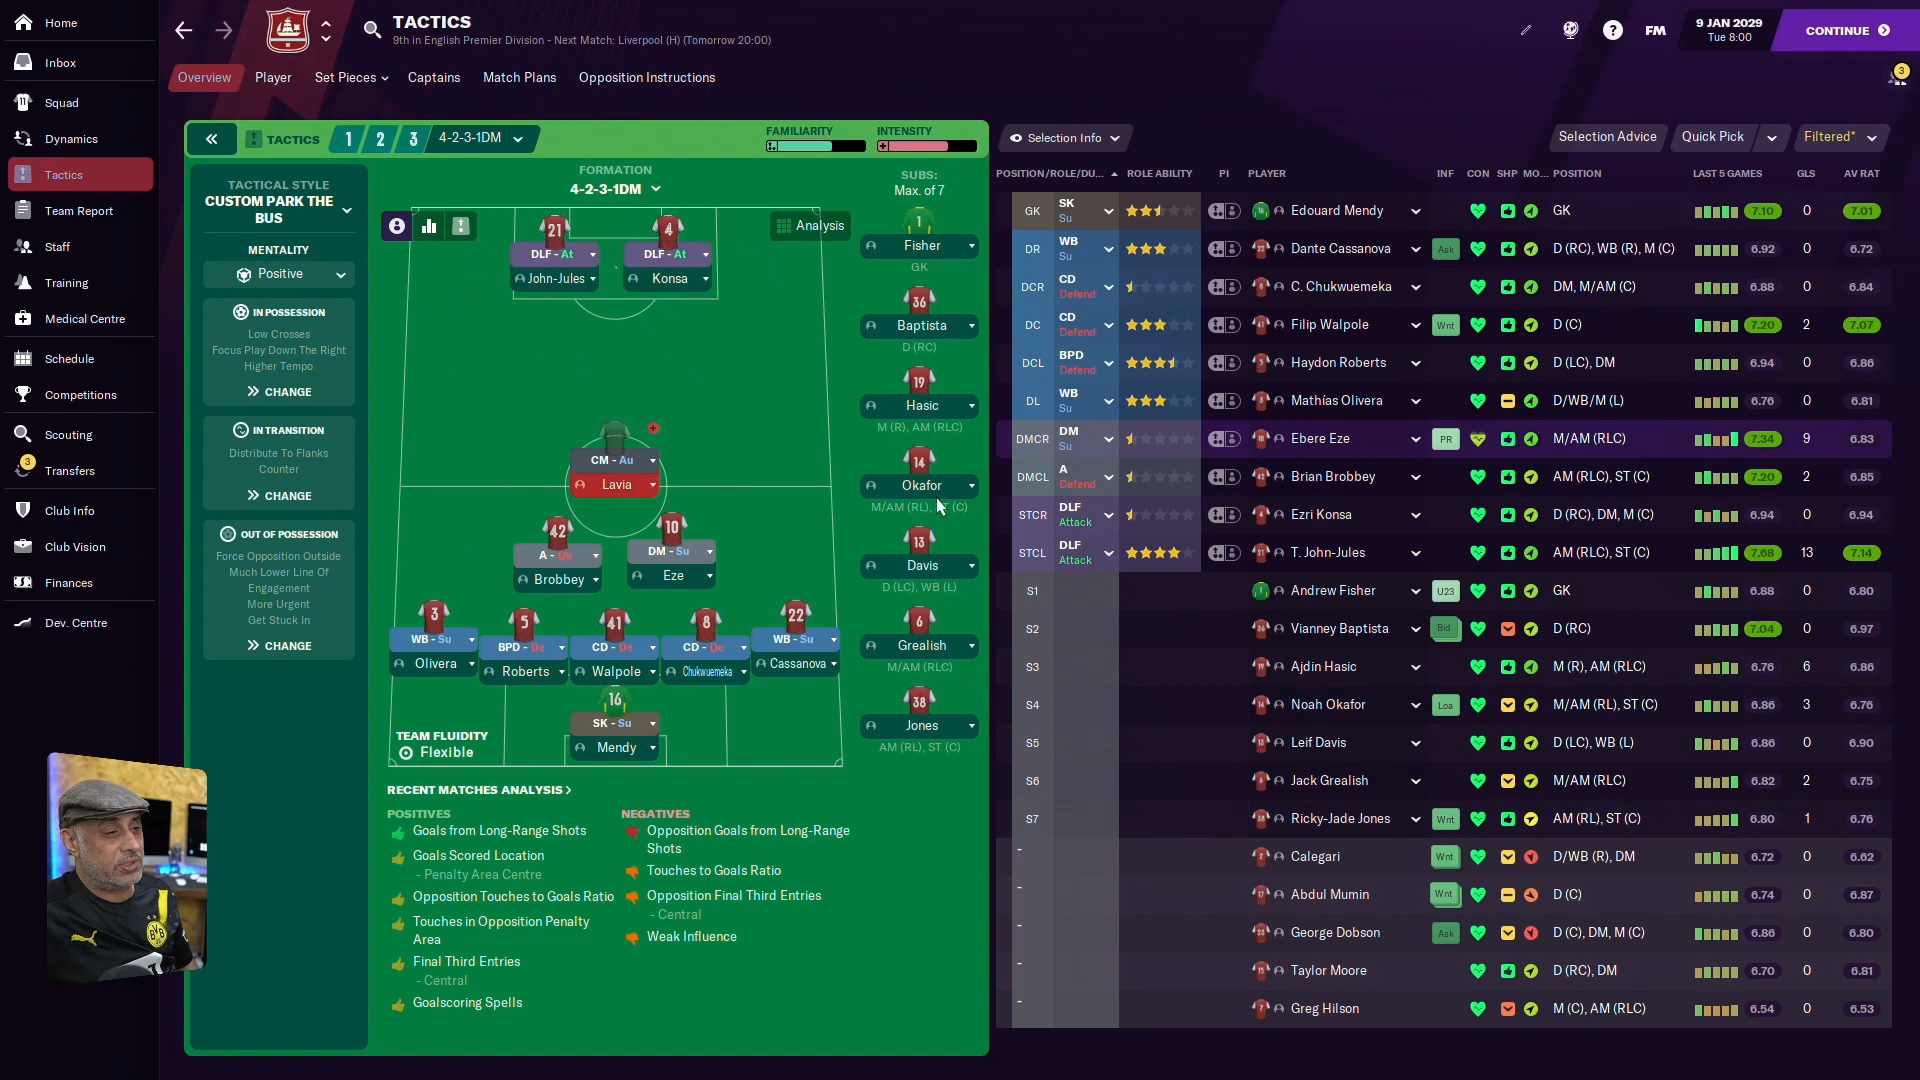 Home
Inbox
Squad
Dynamics
Tactics
Team Report
Staff
Training
Medical Centre
Schedule
Competitions
Scouting
3
Transfers
Club Info
Club Vision
Finances
Dev. Centre
TACTICS
9th in English Premier Division - Next Match: Liverpool (H) (Tomorrow 20:00)
? FM
9 JAN 2029
Tue 8:00
CONTINUE
3
Overview Player Set Pieces Captains Match Plans Opposition Instructions
TACTICS 1 2 3 4-2-3-1DM
FAMILIARITY INTENSITY
TACTICAL STYLE
CUSTOM PARK THE
BUS
MENTALITY
Positive
IN POSSESSION
Low Crosses
Focus Play Down The Right
Higher Tempo
CHANGE
IN TRANSITION
Distribute To Flanks
Counter
CHANGE
OUT OF POSSESSION
Force Opposition Outside
Much Lower Line Of
Engagement
More Urgent
Get Stuck In
CHANGE
FORMATION
4-2-3-1DM
Analysis
21 4
DLF - At DLF - At
John-Jules Konsa
CM - Au
Lavia
42 10
A - De DM - Su
Brobbey Eze
3 5 41 8 22
WB - Su BPD - De CD - De CD - De WB - Su
Olivera Roberts Walpole Chukwuemeka Cassanova
16
SK - Su
Mendy
TEAM FLUIDITY
Flexible
SUBS:
Max. of 7
1
Fisher
GK
36
Baptista
D (RC)
19
Hasic
M (R), AM (RLC)
14
Okafor
M/AM (RL), (C)
13
Davis
D (LC), WB (L)
6
Grealish
M/AM (RLC)
38
Jones
AM (RL), ST (C)
RECENT MATCHES ANALYSIS >
POSITIVES
Goals from Long-Range Shots
Goals Scored Location
- Penalty Area Centre
Opposition Touches to Goals Ratio
Touches in Opposition Penalty
Area
Final Third Entries
- Central
Goalscoring Spells
NEGATIVES
Opposition Goals from Long-Range
Shots
Touches to Goals Ratio
Opposition Final Third Entries
- Central
Weak Influence
Selection Info
Selection Advice Quick Pick Filtered*
POSITION/ROLE/DU... ROLE ABILITY PI PLAYER INF CON SHP MO... POSITION LAST 5 GAMES GLS AV RAT
GK SK Su Edouard Mendy GK 7.10 0 7.01
DR WB Su Dante Cassanova Ask D (RC), WB (R), M (C) 6.92 0 6.72
DCR CD Defend C. Chukwuemeka DM, M/AM (C) 6.88 0 6.84
DC CD Defend Filip Walpole Wnt D (C) 7.20 2 7.07
DCL BPD Defend Haydon Roberts D (LC), DM 6.94 0 6.86
DL WB Su Mathías Olivera D/WB/M (L) 6.76 0 6.81
DMCR DM Su Ebere Eze PR M/AM (RLC) 7.34 9 6.83
DMCL A Defend Brian Brobbey AM (RLC), ST (C) 7.20 2 6.85
STCR DLF Attack Ezri Konsa D (RC), DM, M (C) 6.94 0 6.94
STCL DLF Attack T. John-Jules AM (RLC), ST (C) 7.68 13 7.14
S1 Andrew Fisher U23 GK 6.88 0 6.80
S2 Vianney Baptista Bid D (RC) 7.04 0 6.97
S3 Ajdin Hasic M (R), AM (RLC) 6.76 6 6.86
S4 Noah Okafor Loa M/AM (RL), ST (C) 6.86 3 6.76
S5 Leif Davis D (LC), WB (L) 6.86 0 6.90
S6 Jack Grealish M/AM (RLC) 6.82 2 6.75
S7 Ricky-Jade Jones Wnt AM (RL), ST (C) 6.80 1 6.76
- Calegari Wnt D/WB (R), DM 6.72 0 6.62
- Abdul Mumin Wnt D (C) 6.74 0 6.87
- George Dobson Ask D (C), DM, M (C) 6.86 0 6.80
- Taylor Moore D (RC), DM 6.70 0 6.81
- Greg Hilson M (C), AM (RLC) 6.54 0 6.53